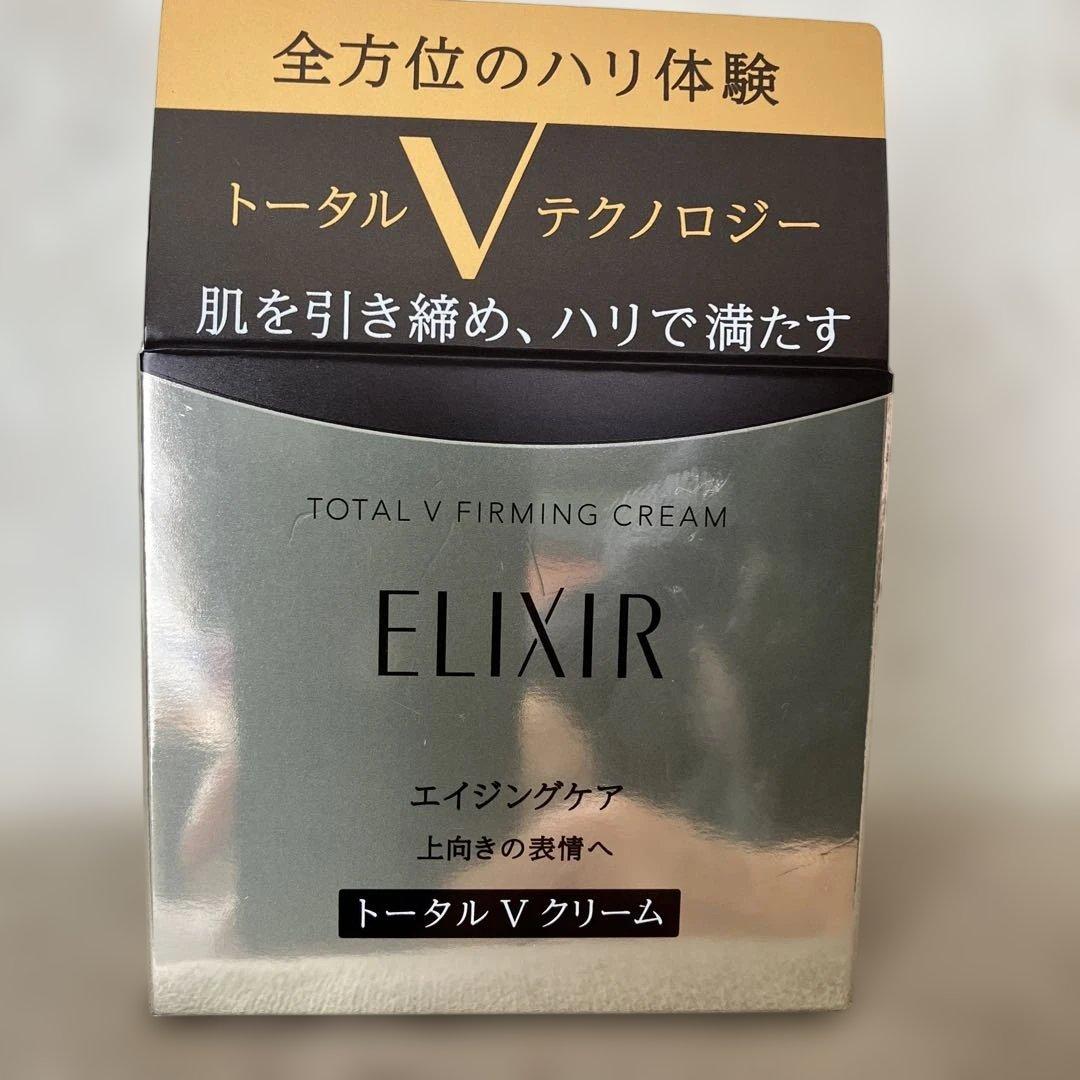 全方位のハリ体験
トータル V テクノロジー
肌を引き締め、ハリで満たす
TOTAL V FIRMING CREAM
ELIXIR
エイジングケア
上向きの表情へ
トータル V クリーム